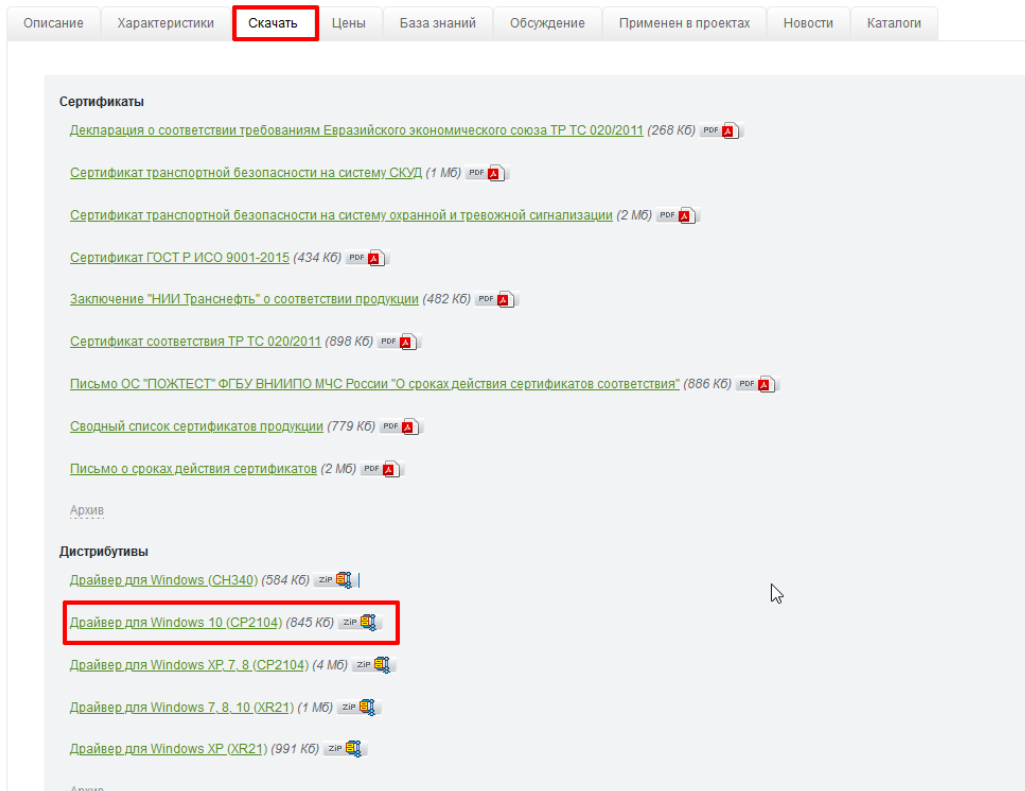 Описание Характеристики Скачать Цены База знаний Обсуждение Применен в проектах Новости Каталоги
Сертификаты
Декларация о соответствии требованиям Евразийского экономического союза ТР ТС 020/2011 (268 Кб) PDF
Сертификат транспортной безопасности на систему СКУД (1 Мб) PDF
Сертификат транспортной безопасности на систему охранной и тревожной сигнализации (2 Мб) PDF
Сертификат ГОСТ Р ИСО 9001-2015 (434 Кб) PDF
Заключение "НИИ Транснефть" о соответствии продукции (482 Кб) PDF
Сертификат соответствия ТР ТС 020/2011 (898 Кб) PDF
Письмо ОС "ПОЖТЕСТ" ФГБУ ВНИИПО МЧС России "О сроках действия сертификатов соответствия" (886 Кб) PDF
Сводный список сертификатов продукции (779 Кб) PDF
Письмо о сроках действия сертификатов (2 Мб) PDF
Архив
Дистрибутивы
Драйвер для Windows (CH340) (584 Кб) ZIP
Драйвер для Windows 10 (CP2104) (845 Кб) ZIP
Драйвер для Windows XP, 7, 8 (CP2104) (4 Мб) ZIP
Драйвер для Windows 7, 8, 10 (XR21) (1 Мб) ZIP
Драйвер для Windows XP (XR21) (991 Кб) ZIP
Архив